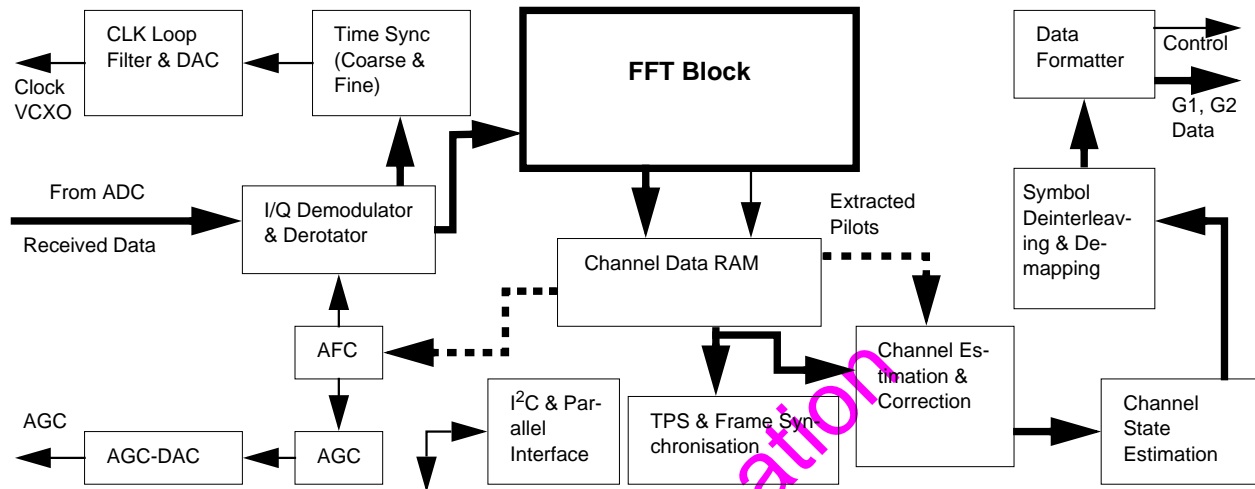 CLK Loop
Filter & DAC
Time Sync
(Coarse &
Fine)
FFT Block
Data
Formatter
Control
Clock
VCXO
G1, G2
Data
From ADC
Received Data
I/Q Demodulator
& Derotator
Extracted
Pilots
Symbol
Deinterleav-
ing & De-
mapping
Channel Data RAM
AFC
Channel Es-
timation &
Correction
I2C & Par-
allel
Interface
TPS & Frame Syn-
chronisation
Channel
State
Estimation
AGC
AGC-DAC
AGC
ation